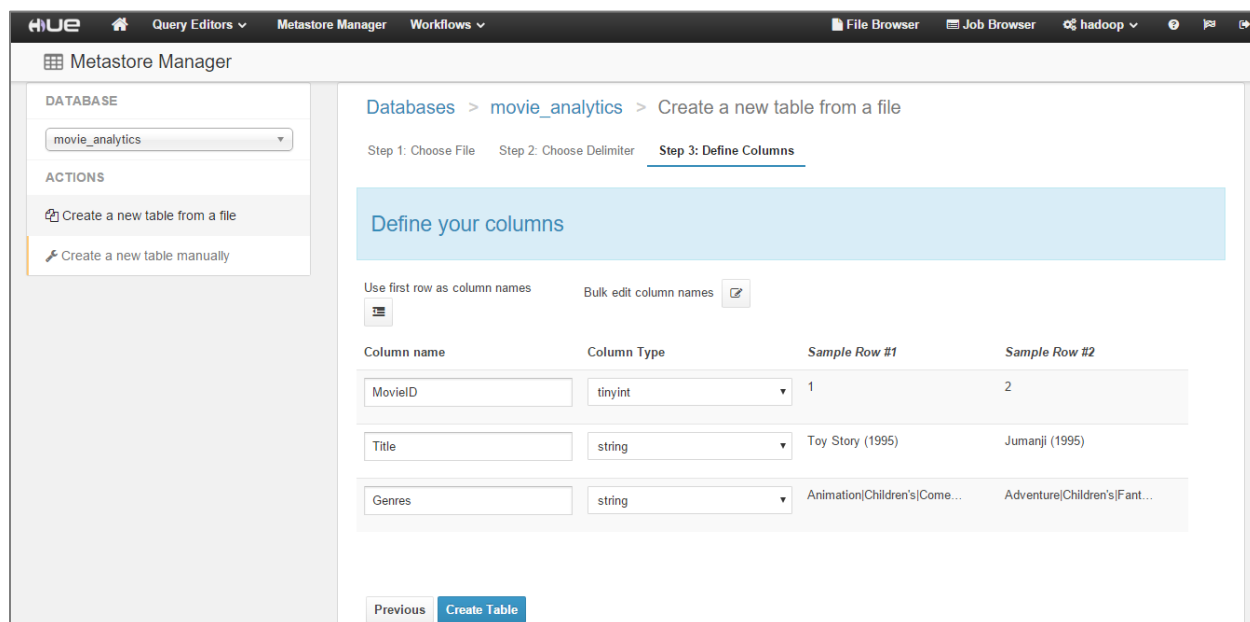 HUE Query Editors Metastore Manager Workflows File Browser Job Browser hadoop
Metastore Manager
DATABASE
movie_analytics
ACTIONS
Create a new table from a file
Create a new table manually
Databases > movie_analytics > Create a new table from a file
Step 1: Choose File Step 2: Choose Delimiter Step 3: Define Columns
Define your columns
Use first row as column names Bulk edit column names
Column name Column Type Sample Row #1 Sample Row #2
MovieID tinyint 1 2
Title string Toy Story (1995) Jumanji (1995)
Genres string Animation|Children's|Come... Adventure|Children's|Fant...
Previous Create Table